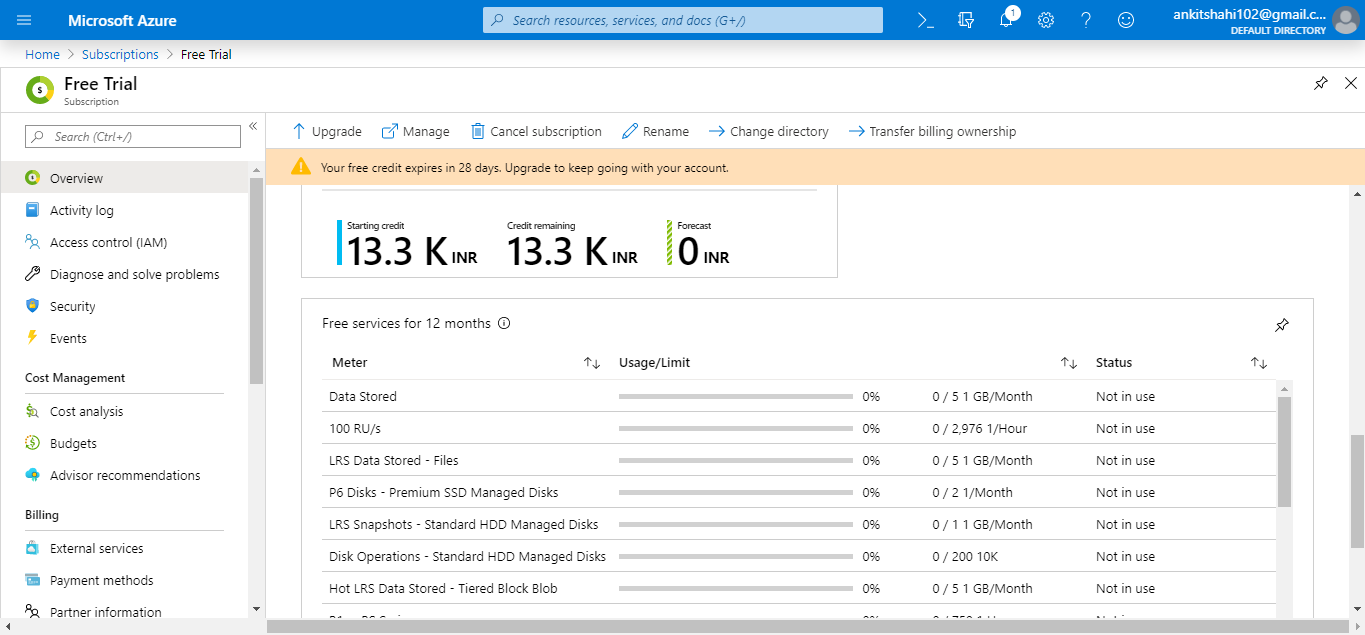 Microsoft Azure
Search resources, services, and docs (G+/)
1
ankitshahi102@gmail.c...
DEFAULT DIRECTORY
Home > Subscriptions > Free Trial
Free Trial
Subscription
Search (Ctrl+/)
«
Overview
Activity log
Access control (IAM)
Diagnose and solve problems
Security
Events
Cost Management
Cost analysis
Budgets
Advisor recommendations
Billing
External services
Payment methods
Partner information
Upgrade Manage Cancel subscription Rename Change directory Transfer billing ownership
Your free credit expires in 28 days. Upgrade to keep going with your account.
Starting credit Credit remaining Forecast
13.3 K INR 13.3 K INR 0 INR
Free services for 12 months
Meter Usage/Limit Status
Data Stored 0% 0 / 5 1 GB/Month Not in use
100 RU/s 0% 0 / 2,976 1/Hour Not in use
LRS Data Stored - Files 0% 0 / 5 1 GB/Month Not in use
P6 Disks - Premium SSD Managed Disks 0% 0 / 2 1/Month Not in use
LRS Snapshots - Standard HDD Managed Disks 0% 0 / 1 1 GB/Month Not in use
Disk Operations - Standard HDD Managed Disks 0% 0 / 200 10K Not in use
Hot LRS Data Stored - Tiered Block Blob 0% 0 / 5 1 GB/Month Not in use